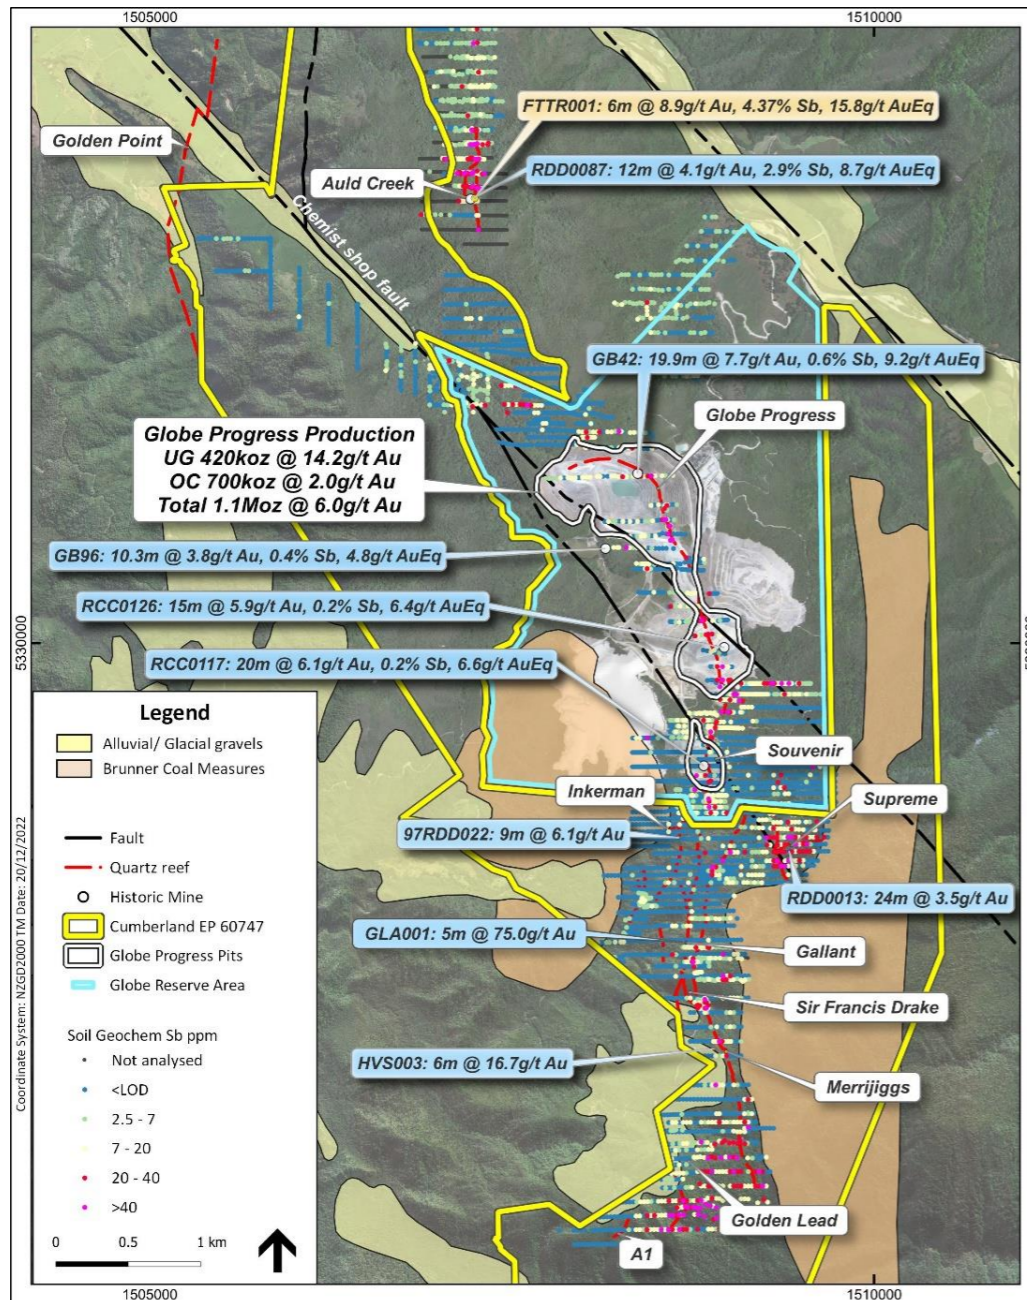 1505000
1510000
FTTR001: 6m @ 8.9g/t Au, 4.37% Sb, 15.8g/t AuEq
Golden Point
RDD0087: 12m @ 4.1g/t Au, 2.9% Sb, 8.7g/t AuEq
Auld Creek
Chemist shop fault
GB42: 19.9m @ 7.7g/t Au, 0.6% Sb, 9.2g/t AuEq
Globe Progress
Globe Progress Production
UG 420koz @ 14.2g/t Au
OC 700koz @ 2.0g/t Au
Total 1.1Moz @ 6.0g/t Au
GB96: 10.3m @ 3.8g/t Au, 0.4% Sb, 4.8g/t AuEq
RCC0126: 15m @ 5.9g/t Au, 0.2% Sb, 6.4g/t AuEq
5330000
5330000
RCC0117: 20m @ 6.1g/t Au, 0.2% Sb, 6.6g/t AuEq
Souvenir
Inkerman
Supreme
97RDD022: 9m @ 6.1g/t Au
RDD0013: 24m @ 3.5g/t Au
GLA001: 5m @ 75.0g/t Au
Gallant
Sir Francis Drake
HVS003: 6m @ 16.7g/t Au
Merrijiggs
Golden Lead
A1
Legend
Alluvial/ Glacial gravels
Brunner Coal Measures
Fault
Quartz reef
Historic Mine
Cumberland EP 60747
Globe Progress Pits
Globe Reserve Area
Soil Geochem Sb ppm
Not analysed
<LOD
2.5 - 7
7 - 20
20 - 40
>40
0 0.5 1 km
Coordinate System: NZGD2000 TM Date: 20/12/2022
1505000
1510000